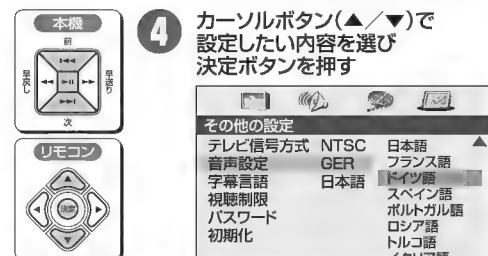 本機
前
早戻し
早送り
次
リモコン
決定
4
カーソルボタン(▲/▼)で
設定したい内容を選び
決定ボタンを押す
その他の設定
テレビ信号方式 NTSC 日本語
音声設定 GER フランス語
字幕言語 日本語 ドイツ語
視聴制限 スペイン語
パスワード ポルトガル語
初期化 ロシア語
トルコ語
イタリア語